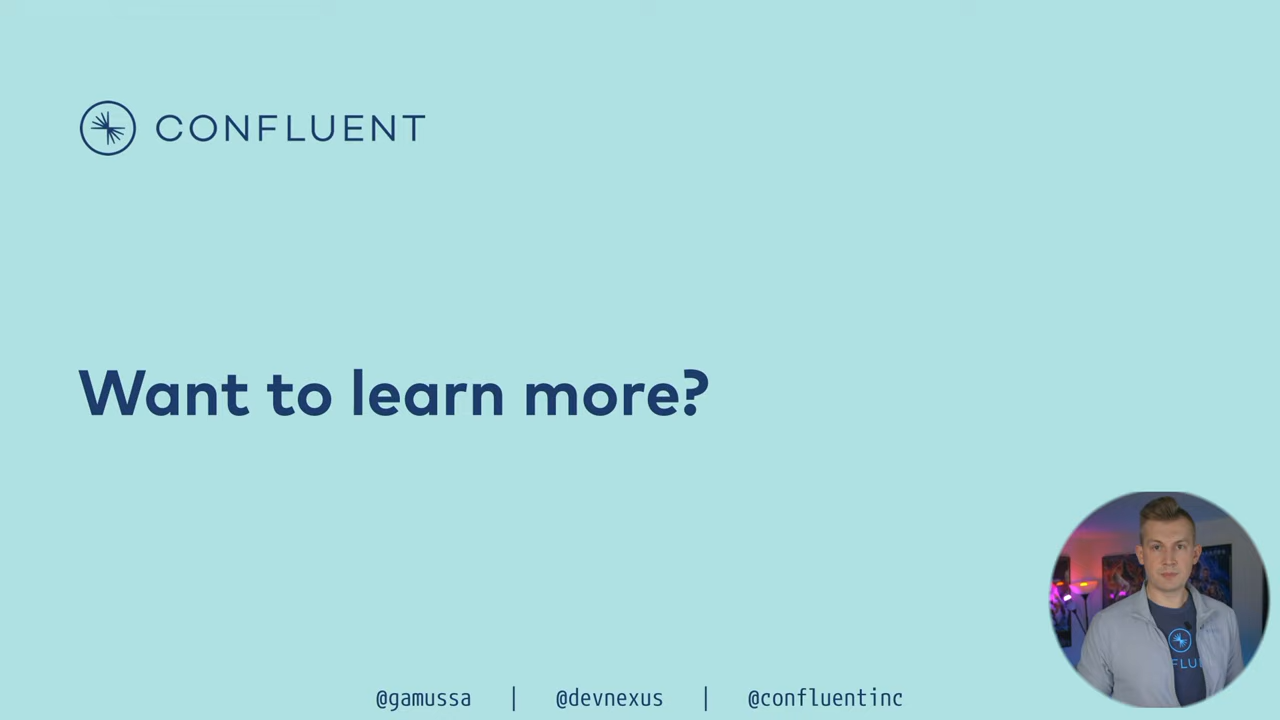 CONFLUENT
Want to learn more?
@gamussa | @devnexus | @confluentinc